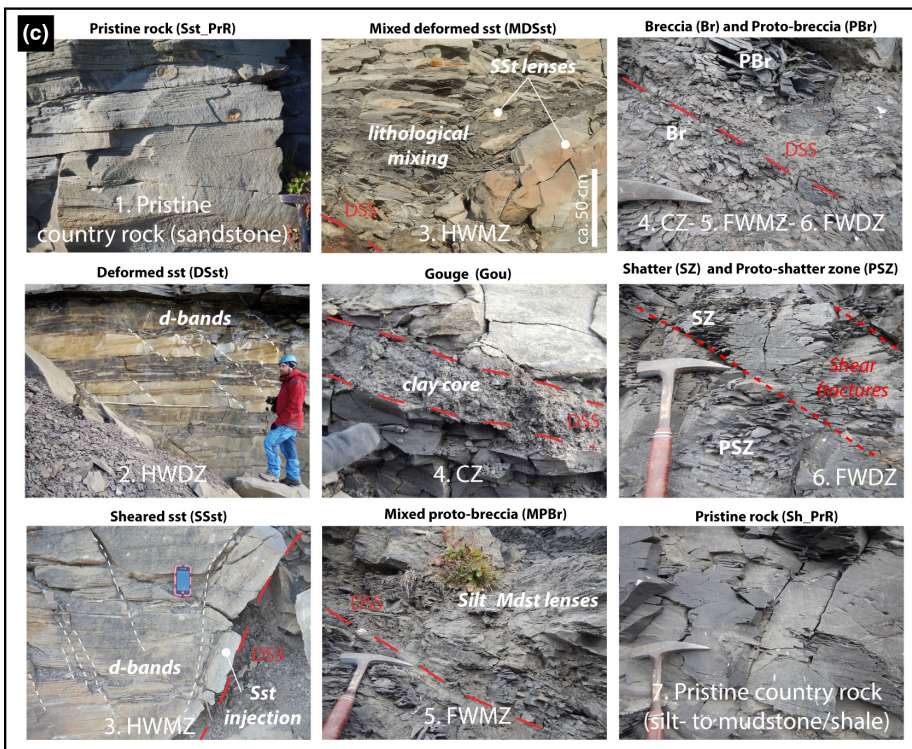 (c)
Pristine rock (Sst_PrR)
1. Pristine
country rock (sandstone)
Mixed deformed sst (MDSst)
SSt lenses
lithological
mixing
DSS
ca. 50cm
3. HWMZ
Breccia (Br) and Proto-breccia (PBr)
PBr
Br
DSS
4. CZ- 5. FWMZ- 6. FWDZ
Deformed sst (DSst)
d-bands
2. HWDZ
Gouge (Gou)
clay core
DSS
4. CZ
Shatter (SZ) and Proto-shatter zone (PSZ)
SZ
Shear
fractures
PSZ
6. FWDZ
Sheared sst (SSst)
d-bands
DSS
Sst
injection
3. HWMZ
Mixed proto-breccia (MPBr)
DSS
Silt_Mdst lenses
5. FWMZ
Pristine rock (Sh_PrR)
7. Pristine country rock
(silt- to mudstone/shale)